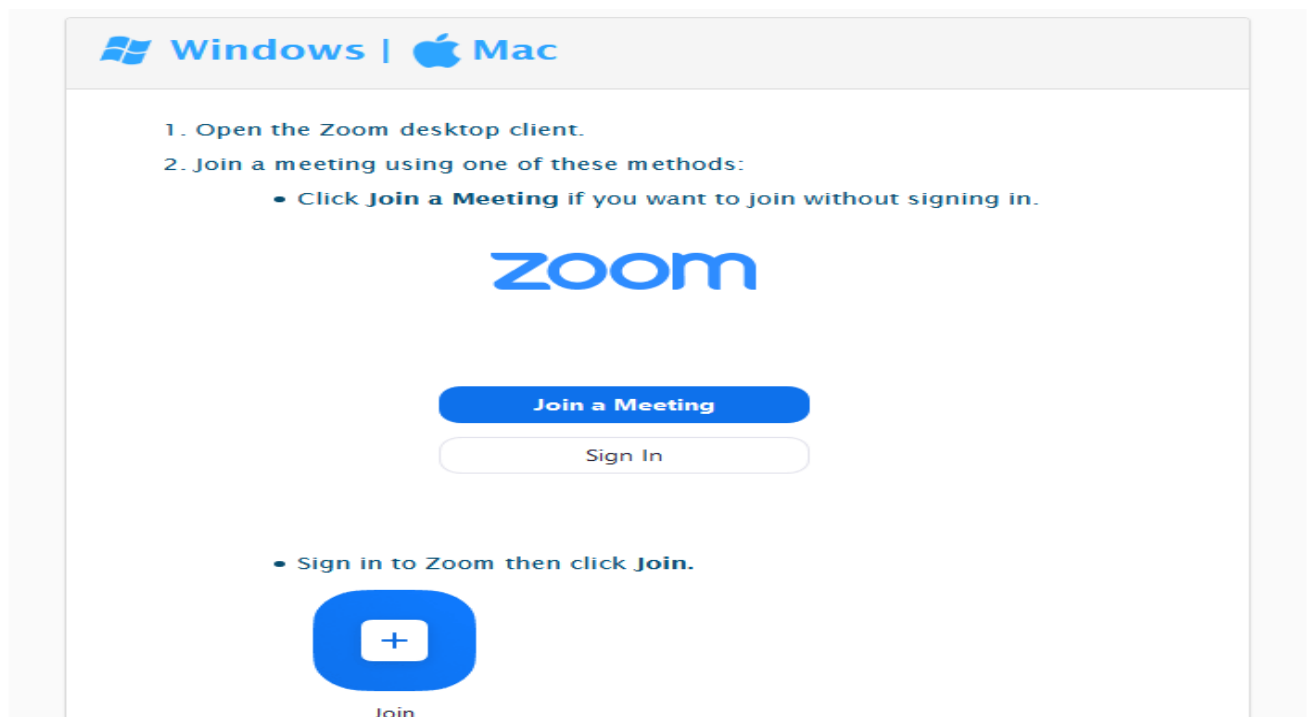 Windows | Mac
1. Open the Zoom desktop client.
2. Join a meeting using one of these methods:
• Click Join a Meeting if you want to join without signing in.
zoom
Join a Meeting
Sign In
• Sign in to Zoom then click Join.
Join